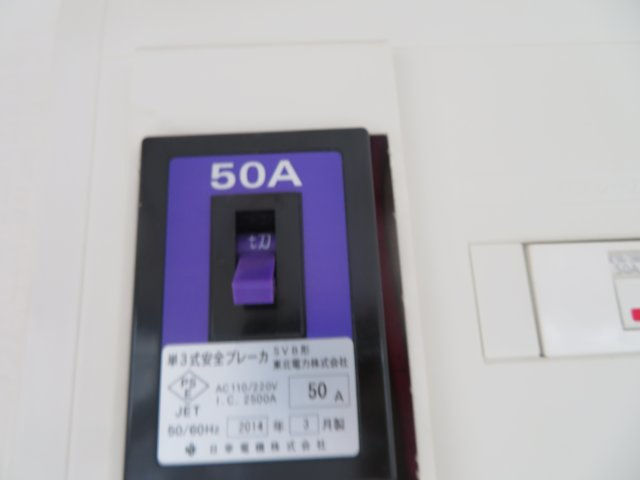 50A
切
単3式安全ブレーカ SVB形
東北電力株式会社
PS E
JET
AC110/220V
I.C. 2500A
50 A
50/60Hz 2014 年 3 月製
日幸電機株式会社